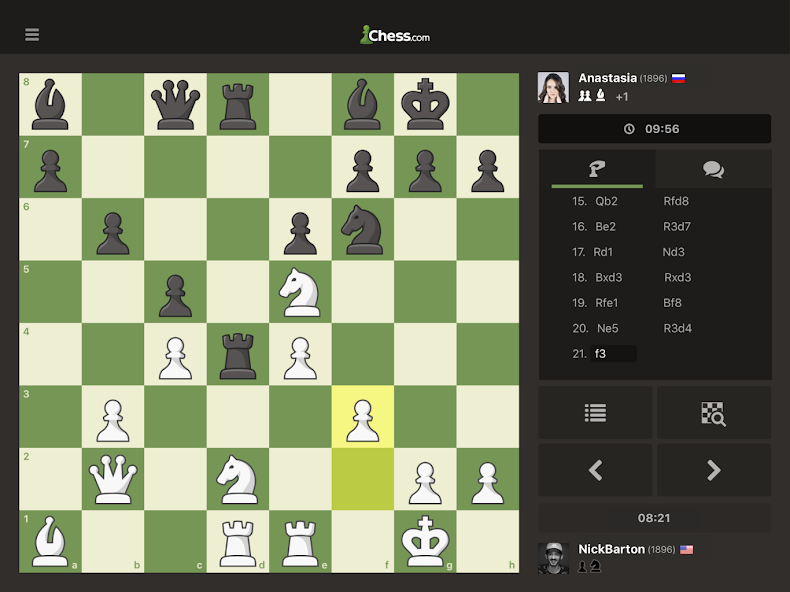 Chess.com
8
7
6
5
4
3
2
1
a b c d e f g h
Anastasia (1896)
+1
09:56
15. Qb2 Rfd8
16. Be2 R3d7
17. Rd1 Nd3
18. Bxd3 Rxd3
19. Rfe1 Bf8
20. Ne5 R3d4
21. f3
08:21
NickBarton (1896)